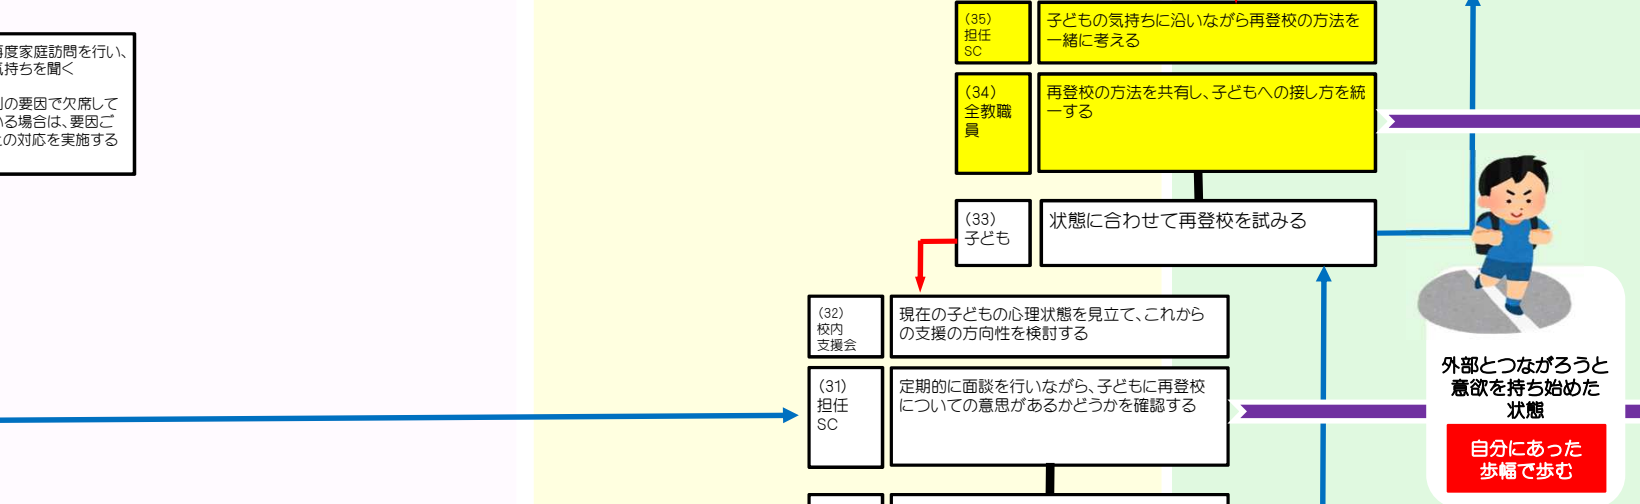 度家庭訪問を行い、
持ちを聞く
の要因で欠席して
る場合は、要因ご
の対応を実施する
(35)
担任
SC
子どもの気持ちに沿いながら再登校の方法を
一緒に考える
(34)
全教職
員
再登校の方法を共有し、子どもへの接し方を統
一する
(33)
子ども
状態に合わせて再登校を試みる
(32)
校内
支援会
現在の子どもの心理状態を見立て、これから
の支援の方向性を検討する
(31)
担任
SC
定期的に面談を行いながら、子どもに再登校
についての意思があるかどうかを確認する
外部とつながろうと
意欲を持ち始めた
状態
自分にあった
歩幅で歩む